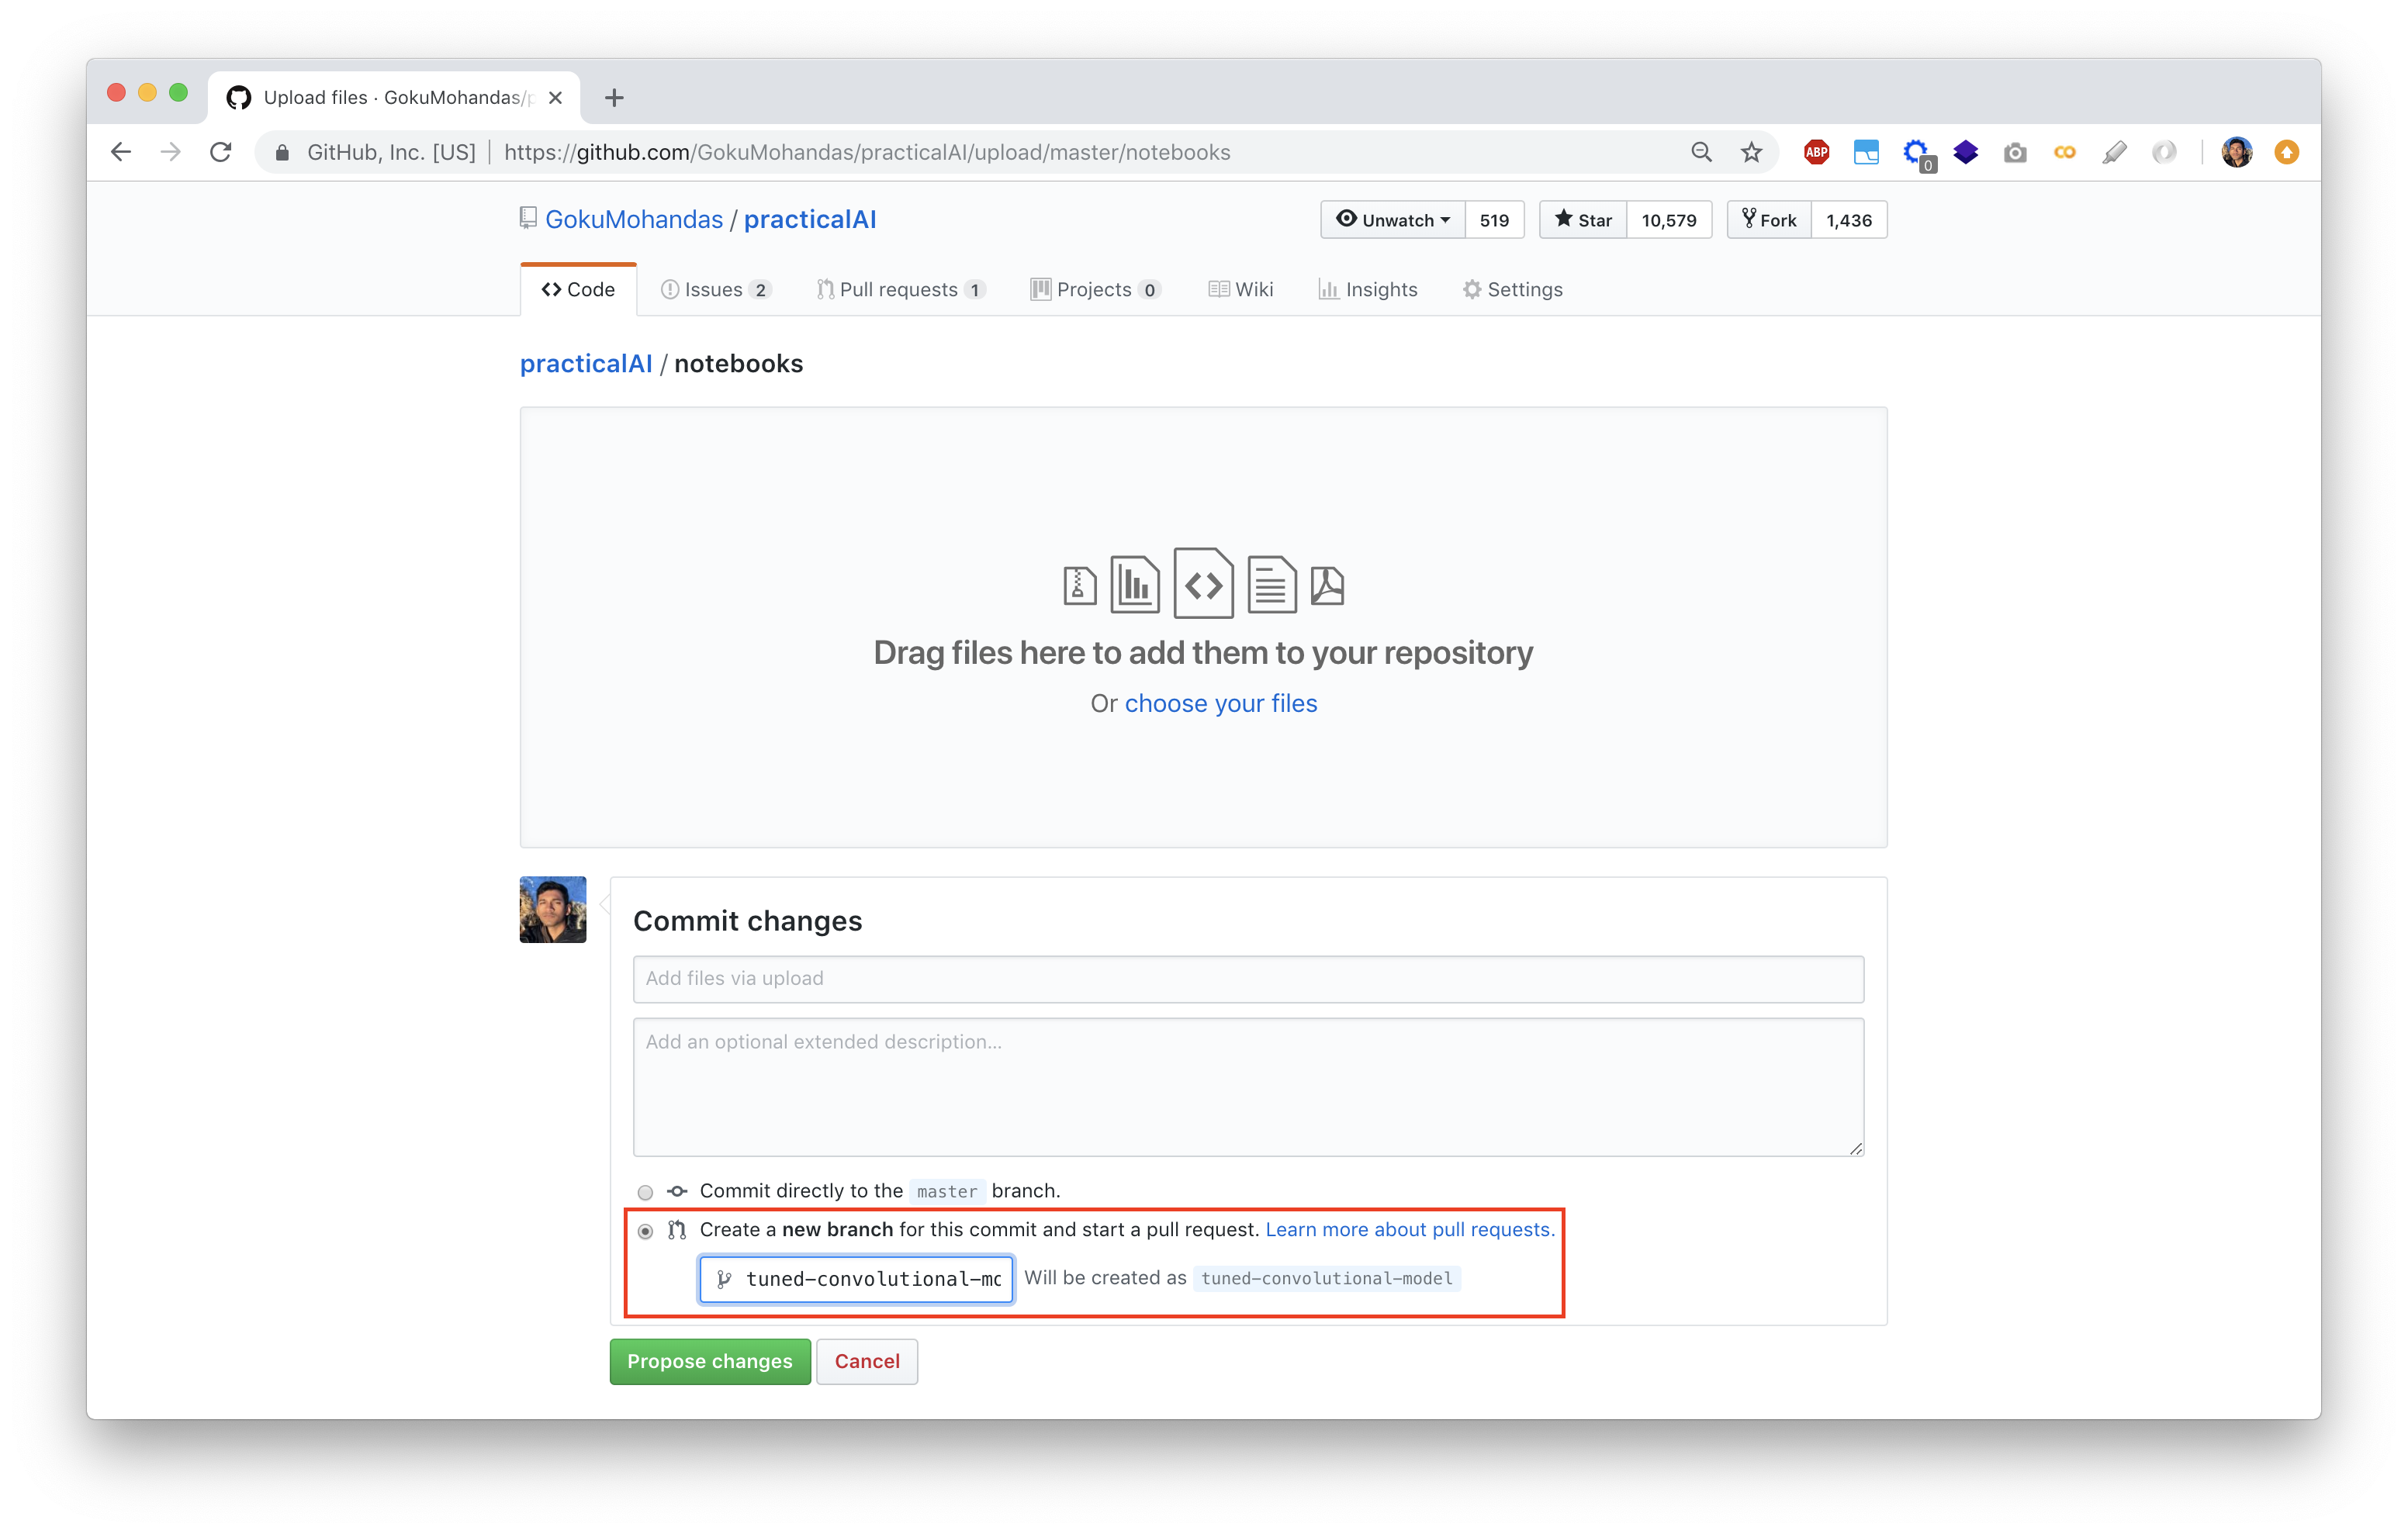 Upload files · GokuMohandas/p
GitHub, Inc. [US] | https://github.com/GokuMohandas/practicalAI/upload/master/notebooks
ABP
0
GokuMohandas / practicalAI
Unwatch 519 Star 10,579 Fork 1,436
Code Issues 2 Pull requests 1 Projects 0 Wiki Insights Settings
practicalAI / notebooks
Drag files here to add them to your repository
Or choose your files
Commit changes
Add files via upload
Add an optional extended description...
Commit directly to the master branch.
Create a new branch for this commit and start a pull request. Learn more about pull requests.
tuned-convolutional-mc Will be created as tuned-convolutional-model
Propose changes Cancel